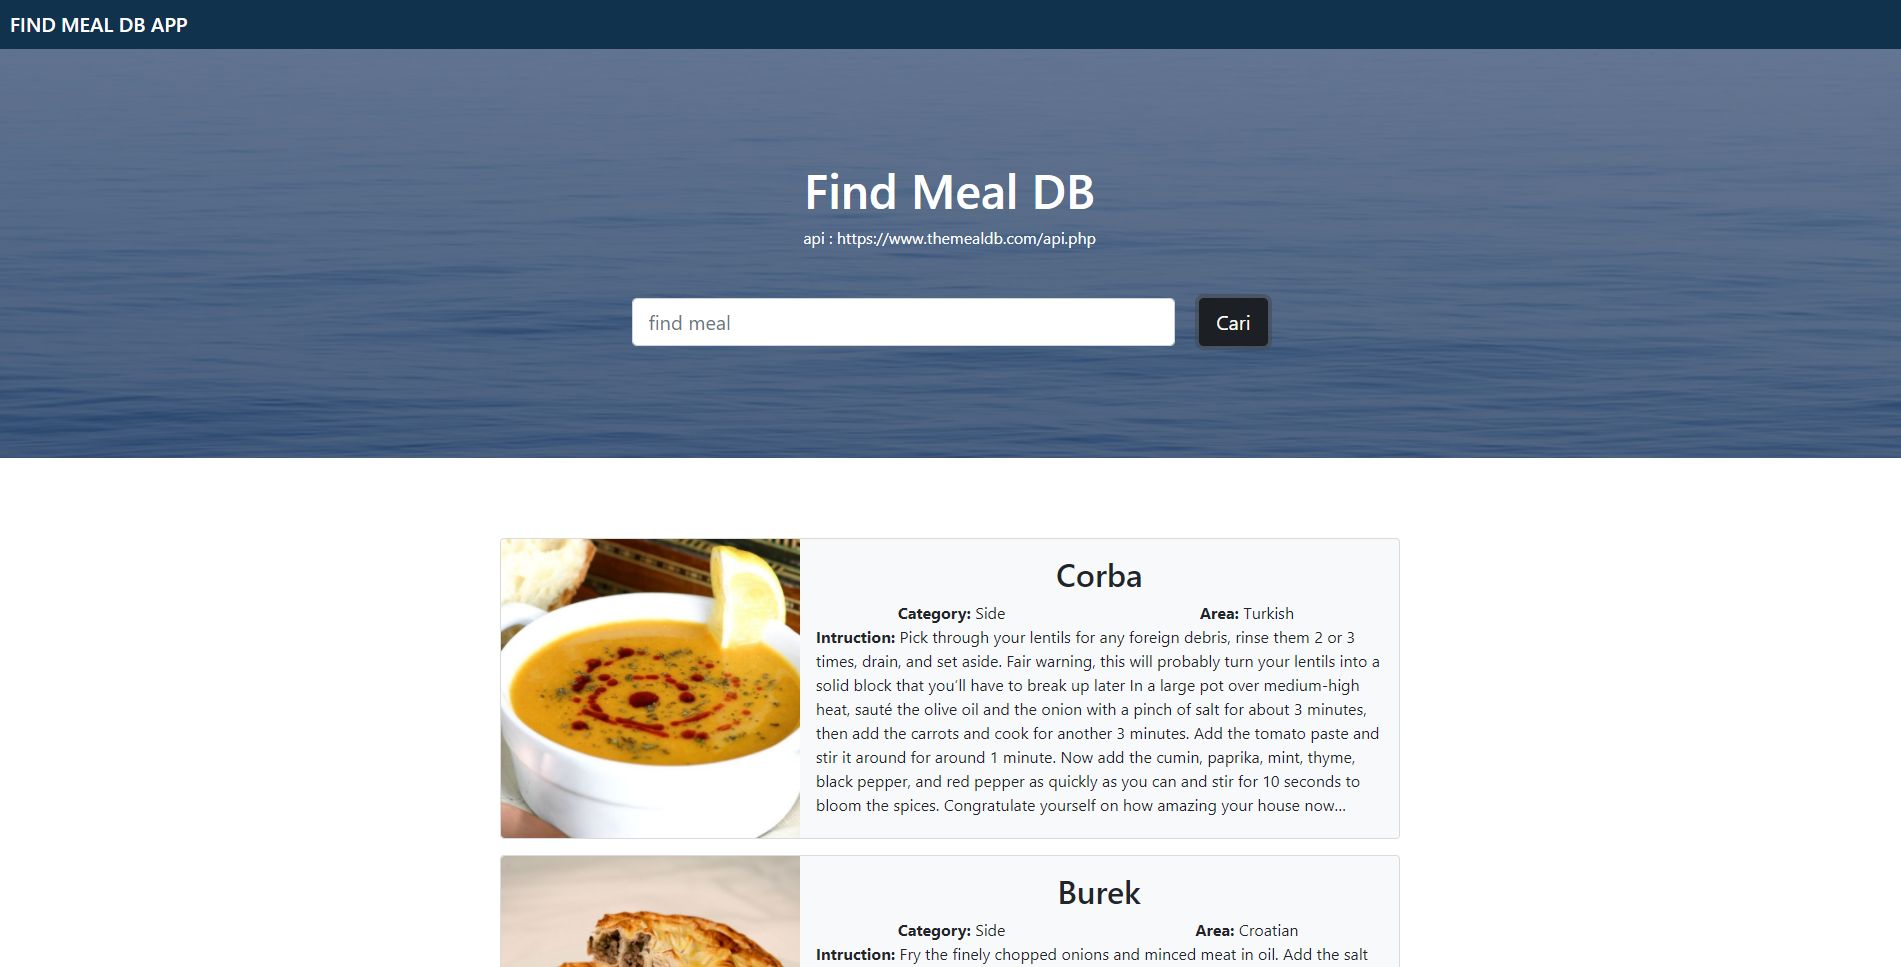 FIND MEAL DB APP
Find Meal DB
api : https://www.themealdb.com/api.php
find meal
Cari
Corba
Category: Side Area: Turkish
Intruction: Pick through your lentils for any foreign debris, rinse them 2 or 3
times, drain, and set aside. Fair warning, this will probably turn your lentils into a
solid block that you’ll have to break up later In a large pot over medium-high
heat, sauté the olive oil and the onion with a pinch of salt for about 3 minutes,
then add the carrots and cook for another 3 minutes. Add the tomato paste and
stir it around for around 1 minute. Now add the cumin, paprika, mint, thyme,
black pepper, and red pepper as quickly as you can and stir for 10 seconds to
bloom the spices. Congratulate yourself on how amazing your house now...
Burek
Category: Side Area: Croatian
Intruction: Fry the finely chopped onions and minced meat in oil. Add the salt